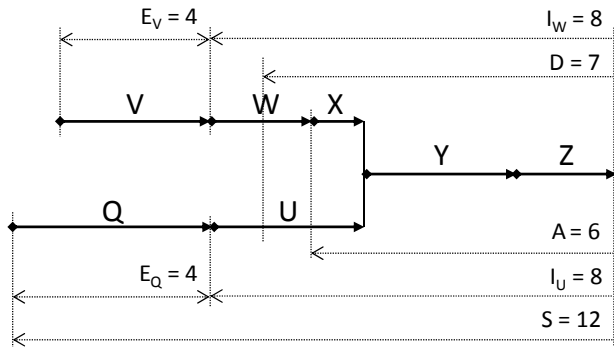 E_V = 4
I_W = 8
D = 7
V
W
X
Y
Z
Q
U
A = 6
E_Q = 4
I_U = 8
S = 12